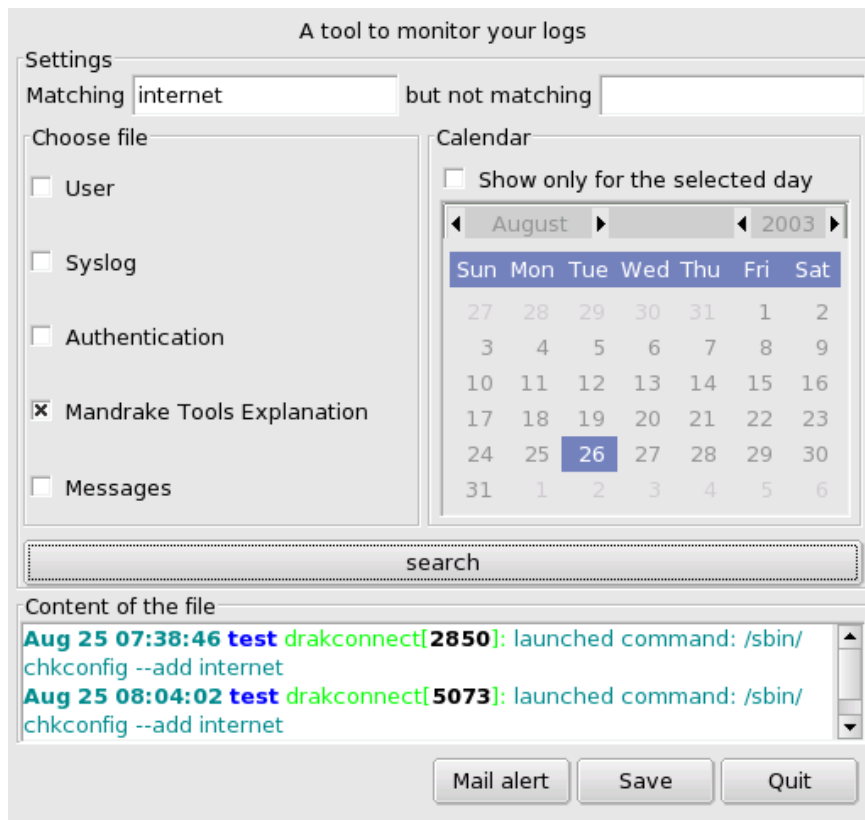 A tool to monitor your logs
Settings
Matching internet but not matching
Choose file
User
Syslog
Authentication
Mandrake Tools Explanation
Messages
Calendar
Show only for the selected day
August 2003
Sun Mon Tue Wed Thu Fri Sat
27 28 29 30 31 1 2
3 4 5 6 7 8 9
10 11 12 13 14 15 16
17 18 19 20 21 22 23
24 25 26 27 28 29 30
31 1 2 3 4 5 6
search
Content of the file
Aug 25 07:38:46 test drakconnect[2850]: launched command: /sbin/
chkconfig --add internet
Aug 25 08:04:02 test drakconnect[5073]: launched command: /sbin/
chkconfig --add internet
Mail alert Save Quit